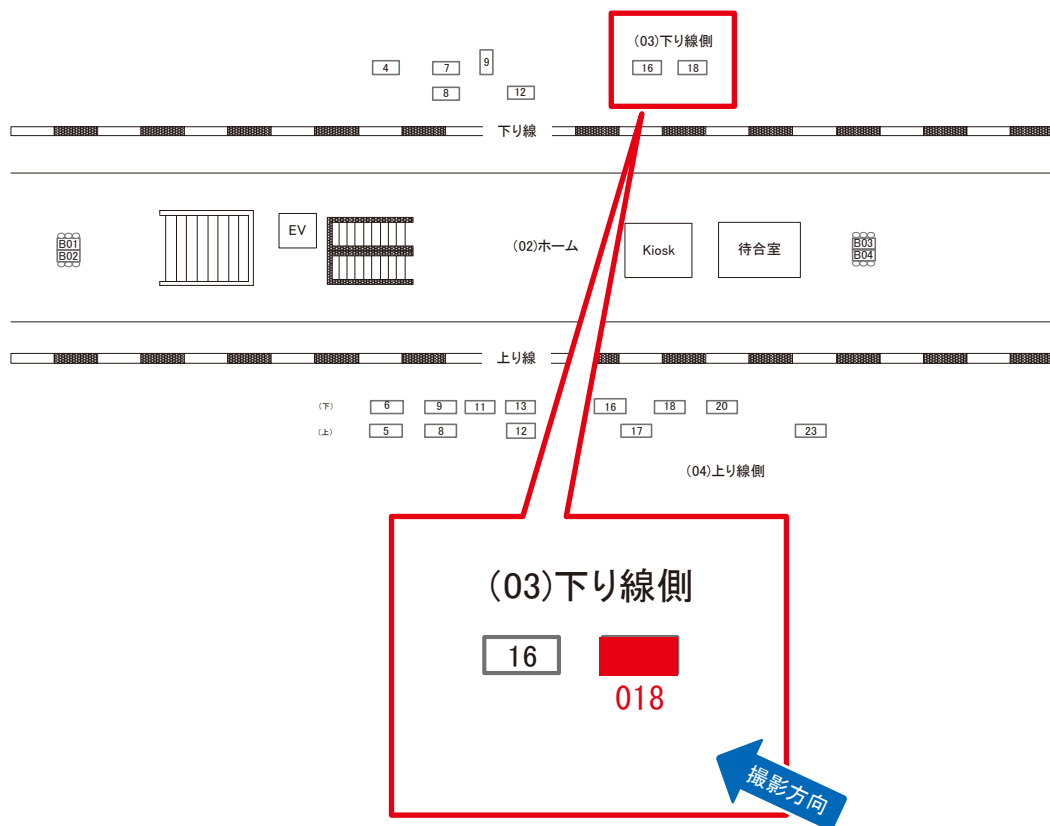 (03)下り線側
16 18
9
4 7
8 12
下り線
EV
B01
B02
(02)ホーム
Kiosk
待合室
B03
B04
上り線
(下) 6 9 11 13 16 18 20
(上) 5 8 12 17 23
(04)上り線側
(03)下り線側
16
018
撮影方向